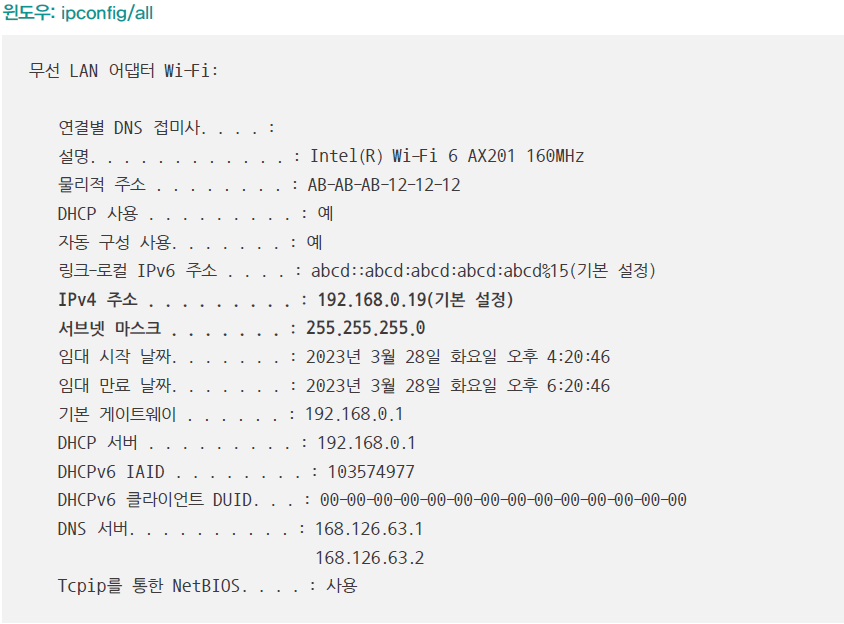 윈도우: ipconfig/all
무선 LAN 어댑터 Wi-Fi:
연결별 DNS 접미사. . . . :
설명. . . . . . . . . . . . : Intel(R) Wi-Fi 6 AX201 160MHz
물리적 주소 . . . . . . . . : AB-AB-AB-12-12-12
DHCP 사용 . . . . . . . . . : 예
자동 구성 사용. . . . . . . : 예
링크-로컬 IPv6 주소 . . . . : abcd::abcd:abcd:abcd:abcd%15(기본 설정)
IPv4 주소 . . . . . . . . . : 192.168.0.19(기본 설정)
서브넷 마스크 . . . . . . . : 255.255.255.0
임대 시작 날짜. . . . . . . : 2023년 3월 28일 화요일 오후 4:20:46
임대 만료 날짜. . . . . . . : 2023년 3월 28일 화요일 오후 6:20:46
기본 게이트웨이 . . . . . . : 192.168.0.1
DHCP 서버 . . . . . . . . . : 192.168.0.1
DHCPv6 IAID . . . . . . . . : 103574977
DHCPv6 클라이언트 DUID. . . : 00-00-00-00-00-00-00-00-00-00-00-00-00-00
DNS 서버. . . . . . . . . . : 168.126.63.1
168.126.63.2
Tcpip를 통한 NetBIOS. . . . : 사용